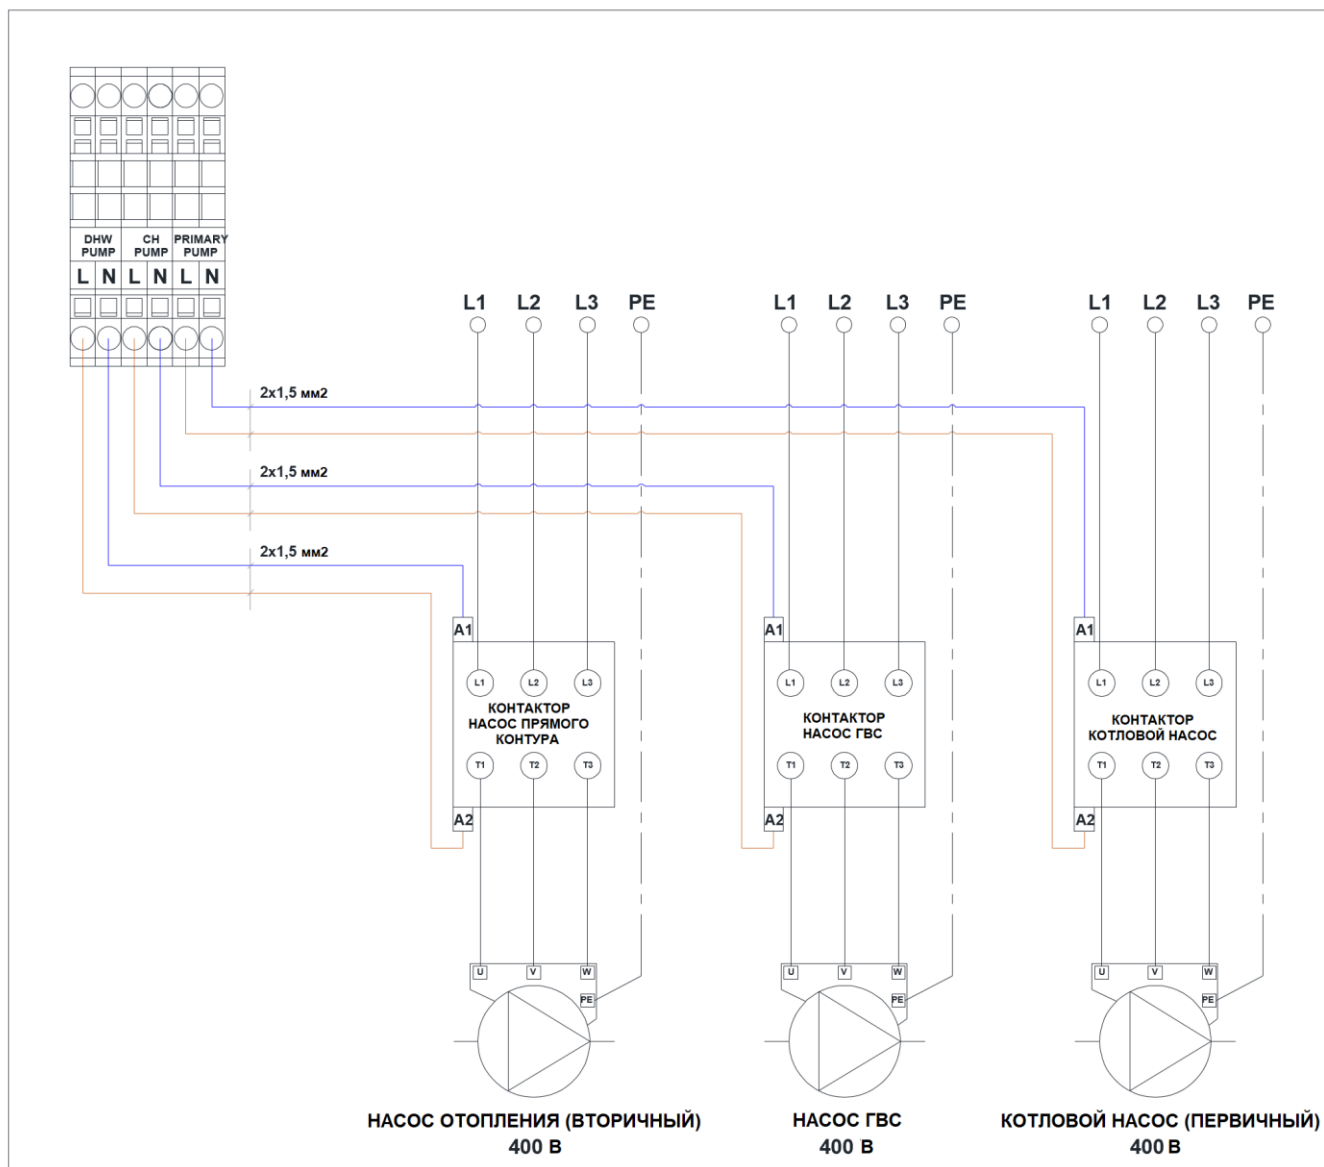 DHW
PUMP
CH
PUMP
PRIMARY
PUMP
L N L N L N
L1 L2 L3 PE
L1 L2 L3 PE
L1 L2 L3 PE
2x1,5 мм2
2x1,5 мм2
2x1,5 мм2
A1
A1
A1
L1 L2 L3
L1 L2 L3
L1 L2 L3
КОНТАКТОР
НАСОС ПРЯМОГО
КОНТУРА
КОНТАКТОР
НАСОС ГВС
КОНТАКТОР
КОТЛОВОЙ НАСОС
T1 T2 T3
T1 T2 T3
T1 T2 T3
A2
A2
A2
U V W
PE
U V W
PE
U V W
PE
НАСОС ОТОПЛЕНИЯ (ВТОРИЧНЫЙ)
400 В
НАСОС ГВС
400 В
КОТЛОВОЙ НАСОС (ПЕРВИЧНЫЙ)
400 В